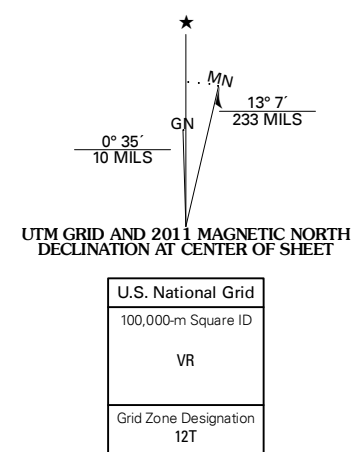 ★
MN
13° 7´
233 MILS
GN
0° 35´
10 MILS
UTM GRID AND 2011 MAGNETIC NORTH
DECLINATION AT CENTER OF SHEET
U.S. National Grid
100,000-m Square ID
VR
Grid Zone Designation
12T